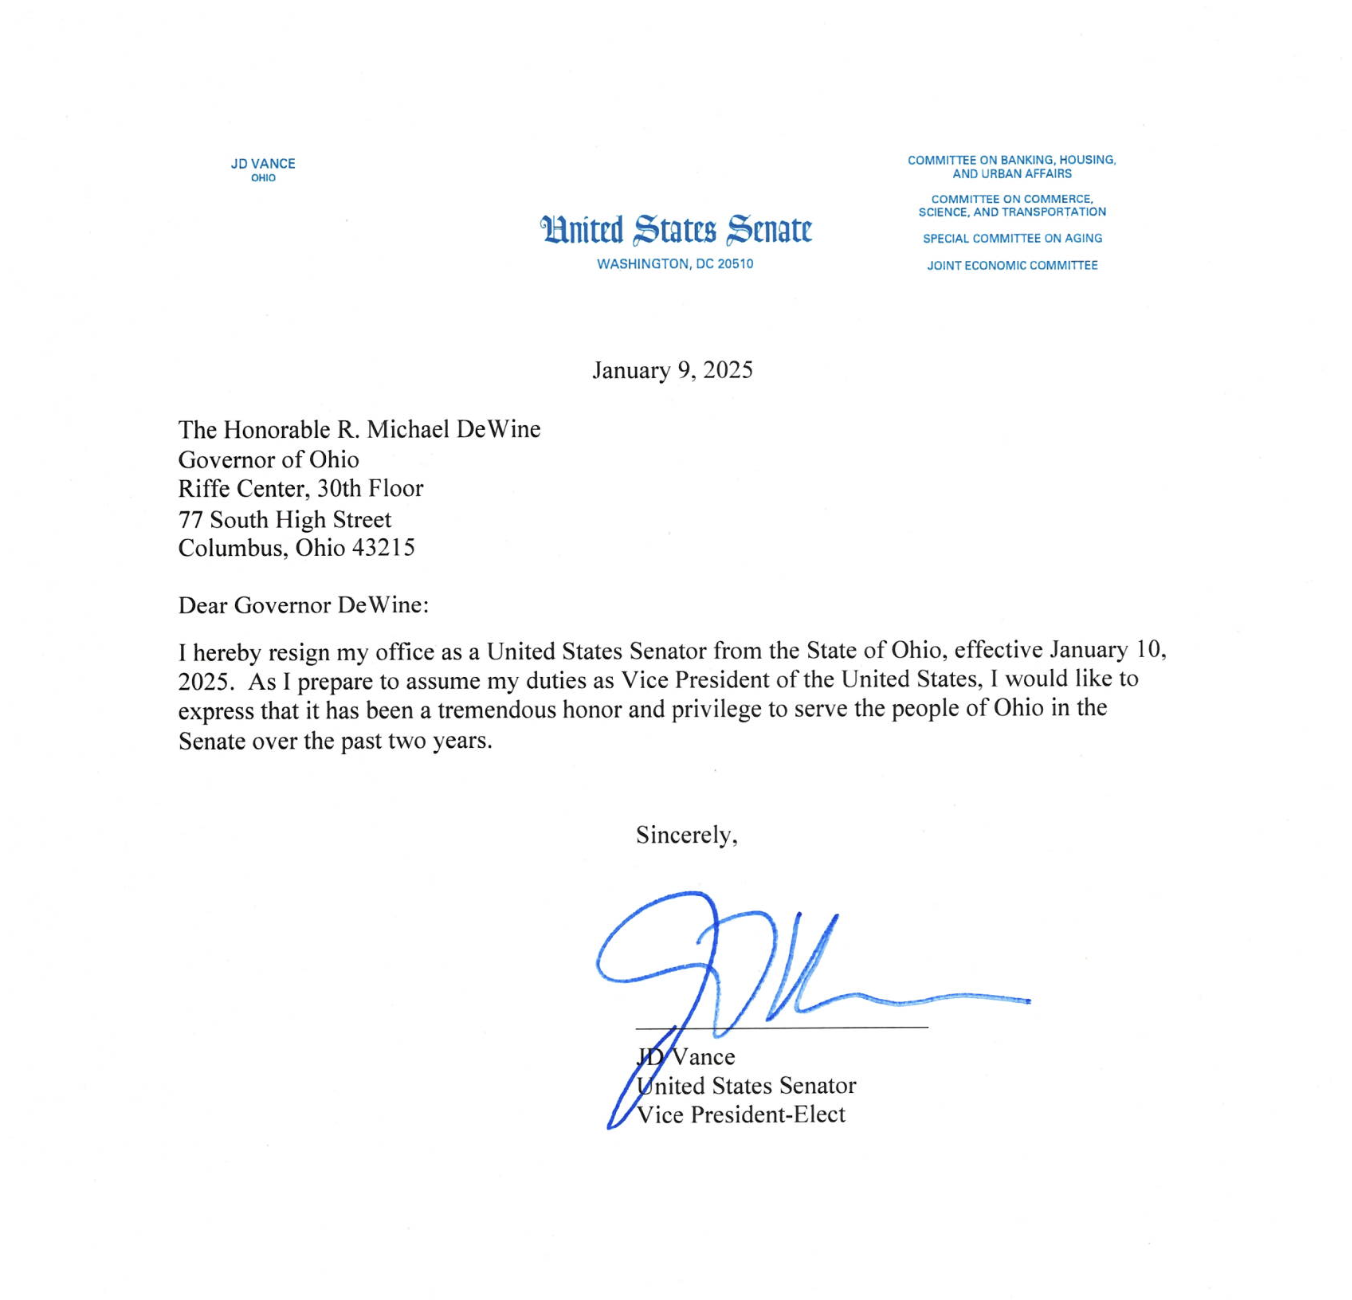 JD VANCE
OHIO
COMMITTEE ON BANKING, HOUSING,
AND URBAN AFFAIRS
COMMITTEE ON COMMERCE,
SCIENCE, AND TRANSPORTATION
SPECIAL COMMITTEE ON AGING
JOINT ECONOMIC COMMITTEE
United States Senate
WASHINGTON, DC 20510
January 9, 2025
The Honorable R. Michael DeWine
Governor of Ohio
Riffe Center, 30th Floor
77 South High Street
Columbus, Ohio 43215
Dear Governor DeWine:
I hereby resign my office as a United States Senator from the State of Ohio, effective January 10,
2025.  As I prepare to assume my duties as Vice President of the United States, I would like to
express that it has been a tremendous honor and privilege to serve the people of Ohio in the
Senate over the past two years.
Sincerely,
JD Vance
United States Senator
Vice President-Elect